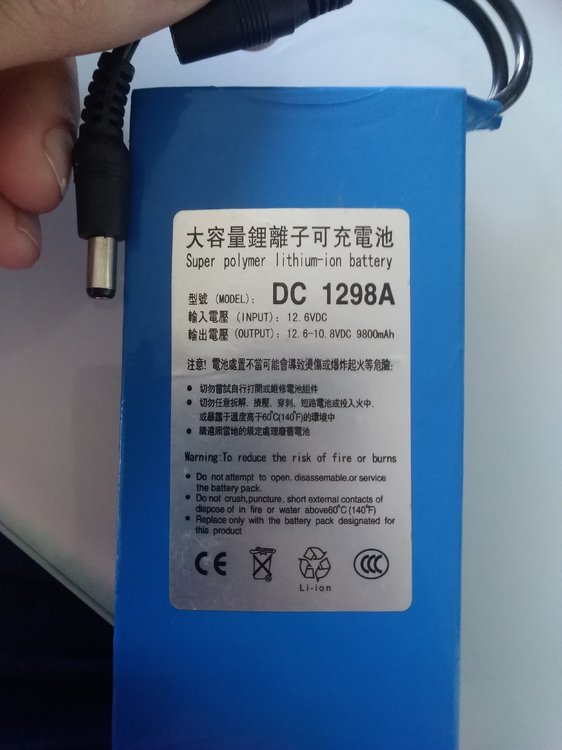 大容量鋰離子可充電池
Super polymer lithium-ion battery
型號 (MODEL): DC 1298A
輸入電壓 (INPUT): 12.6VDC
輸出電壓 (OUTPUT): 12.6-10.8VDC 9800mAh
注意! 電池處置不當可能會導致燙傷或爆炸起火等危險:
● 切勿嘗試自行打開或維修電池組件
● 切勿任意拆解, 擠壓、穿刺、短路電池或投入火中,
或暴露于溫度高于60℃(140℉)的環境中
● 請遵照當地的規定處理廢舊電池
Warning:To reduce the risk of fire or burns
● Do not attempt to open. disassemable.or service
the battery pack.
● Do not crush,puncture, short external contacts of
dispose of in fire or water above60℃(140℉)
● Replace only with the battery pack designated for
this product
CE
CCC
Li-ion